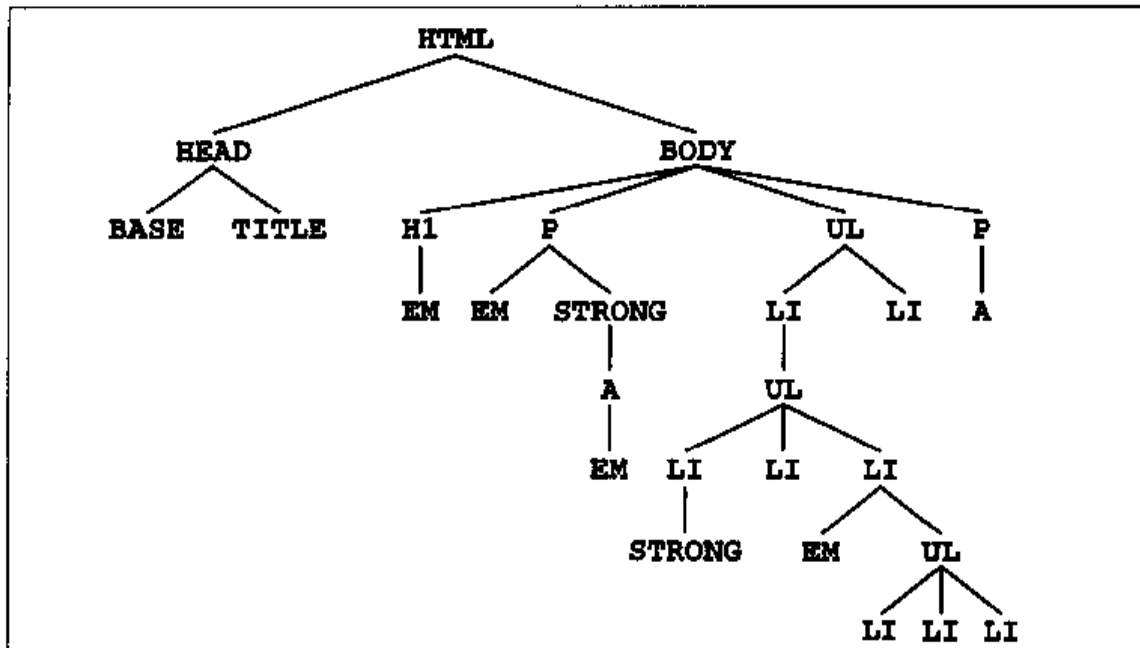 HTML
HEAD BODY
BASE TITLE H1 P UL P
EM EM STRONG LI LI A
A UL
EM LI LI LI
STRONG EM UL
LI LI LI